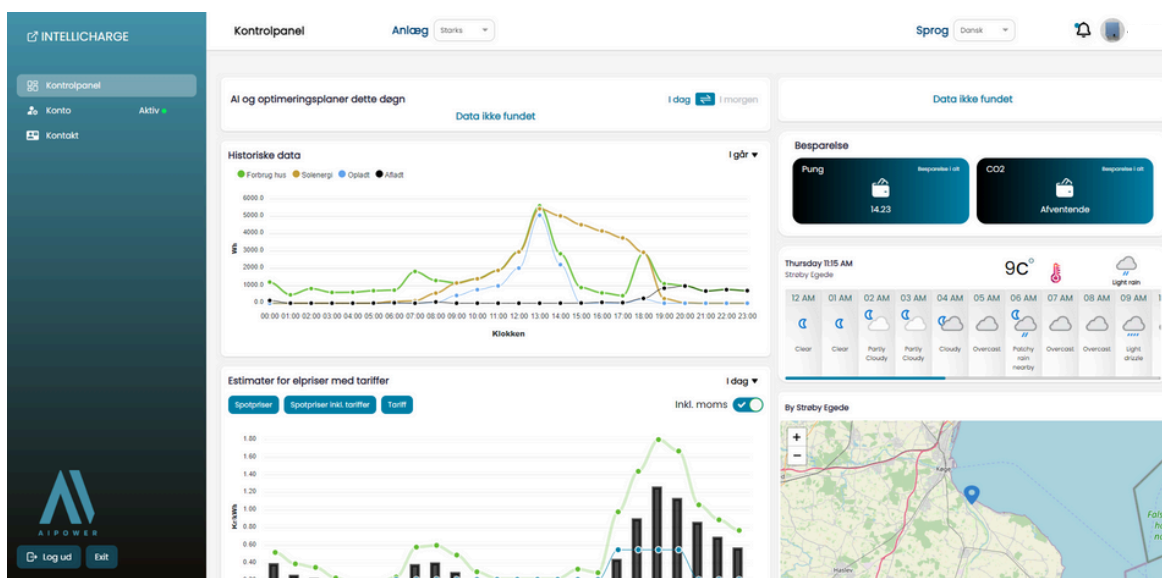 INTELLICHARGE
Kontrolpanel
Konto Aktiv
Kontakt
AIPOWER
Log ud Exit
Kontrolpanel Anlæg Starks Sprog Dansk
AI og optimeringsplaner dette døgn I dag I morgen
Data ikke fundet
Historiske data I går
Forbrug hus Solenergi Opladt Afladt
6000.0
5000.0
4000.0
3000.0
2000.0
1000.0
0.0
Wh
00:00 01:00 02:00 03:00 04:00 05:00 06:00 07:00 08:00 09:00 10:00 11:00 12:00 13:00 14:00 15:00 16:00 17:00 18:00 19:00 20:00 21:00 22:00 23:00
Klokken
Estimater for elpriser med tariffer I dag
Spotpriser Spotpriser inkl. tariffer Tariff Inkl. moms
1.80
1.60
1.40
1.20
1.00
0.80
0.60
0.40
Kr/kWh
Data ikke fundet
Besparelse
Pung Besparelse i alt
14.23
CO2 Besparelse i alt
Afventende
Thursday 11:15 AM
Strøby Egede
9C°
Light rain
12 AM 01 AM 02 AM 03 AM 04 AM 05 AM 06 AM 07 AM 08 AM 09 AM
Clear Clear Partly Cloudy Partly Cloudy Cloudy Overcast Patchy rain nearby Overcast Overcast Light drizzle
By Strøby Egede
+
−
Køge
Haslev